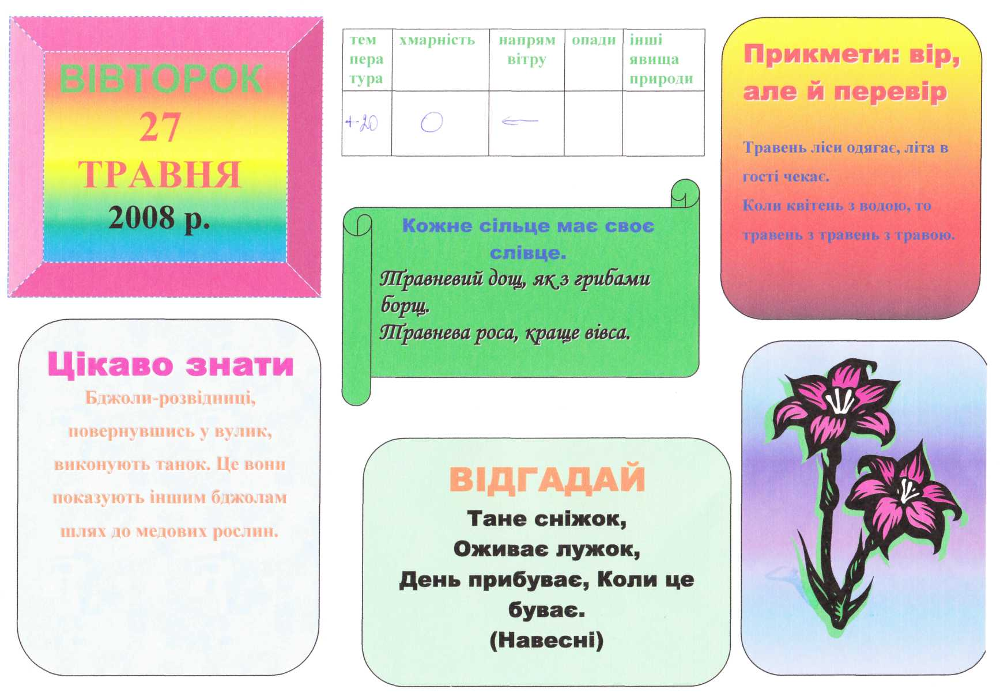 ВІВТОРОК
27
ТРАВНЯ
2008 р.
тем
пера
тура
хмарність
напрям
вітру
опади
інші
явища
природи
+20
Прикмети: вір,
але й перевір
Травень ліси одягає, літа в
гості чекає.
Коли квітень з водою, то
травень з травень з травою.
Кожне сільце має своє
слівце.
Травневий дощ, як з грибами
борщ.
Травнева роса, краще вівса.
Цікаво знати
Бджоли-розвідниці,
повернувшись у вулик,
виконують танок. Це вони
показують іншим бджолам
шлях до медових рослин.
ВІДГАДАЙ
Тане сніжок,
Оживає лужок,
День прибуває, Коли це
буває.
(Навесні)